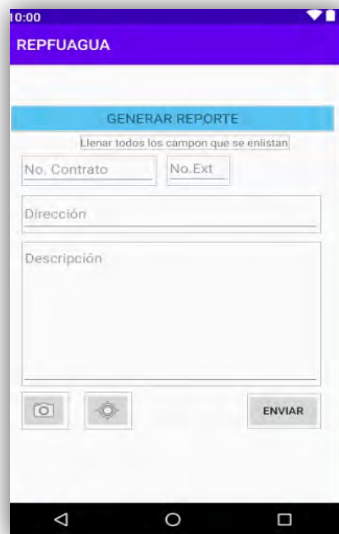 10:00
REPFUAGUA
GENERAR REPORTE
Llenar todos los campon que se enlistan
No. Contrato No.Ext
Dirección
Descripción
ENVIAR